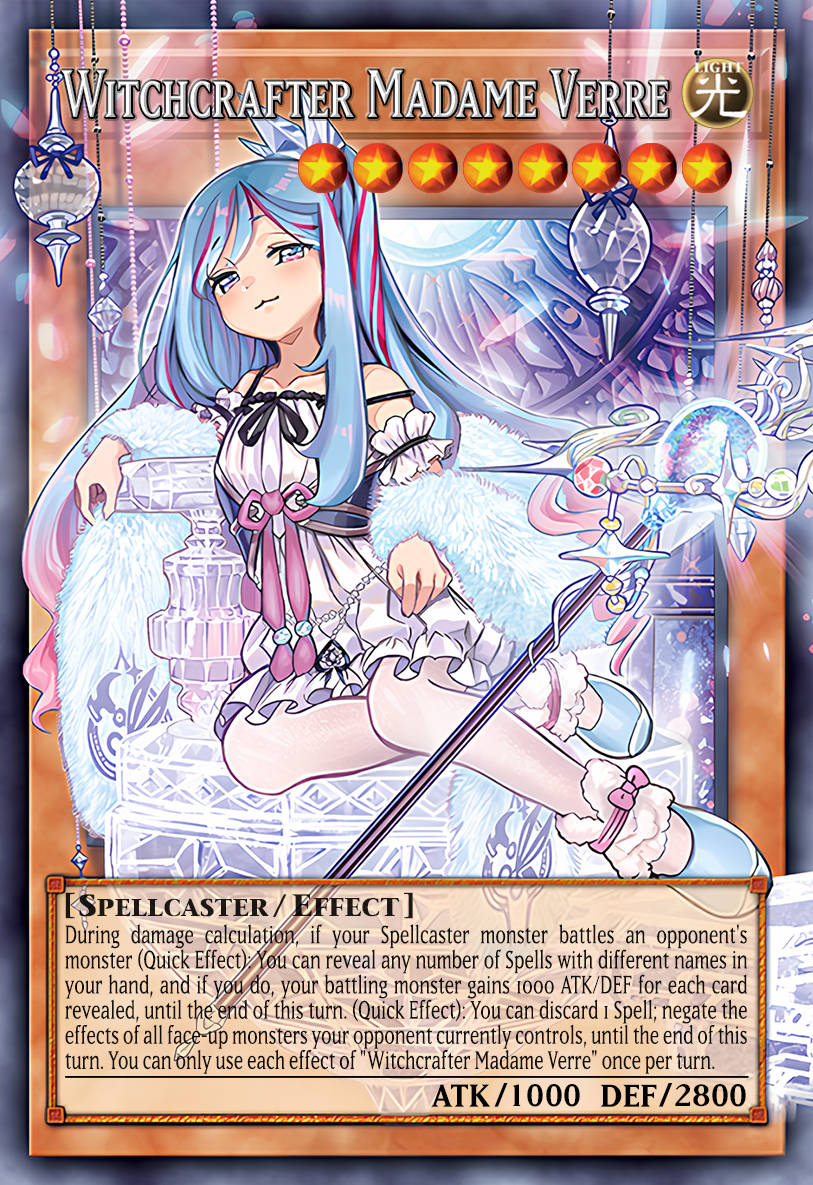 Witchcrafter Madame Verre
LIGHT
光
[ Spellcaster / Effect ]
During damage calculation, if your Spellcaster monster battles an opponent's
monster (Quick Effect): You can reveal any number of Spells with different names in
your hand, and if you do, your battling monster gains 1000 ATK/DEF for each card
revealed, until the end of this turn. (Quick Effect): You can discard 1 Spell; negate the
effects of all face-up monsters your opponent currently controls, until the end of this
turn. You can only use each effect of "Witchcrafter Madame Verre" once per turn.
ATK/1000 DEF/2800